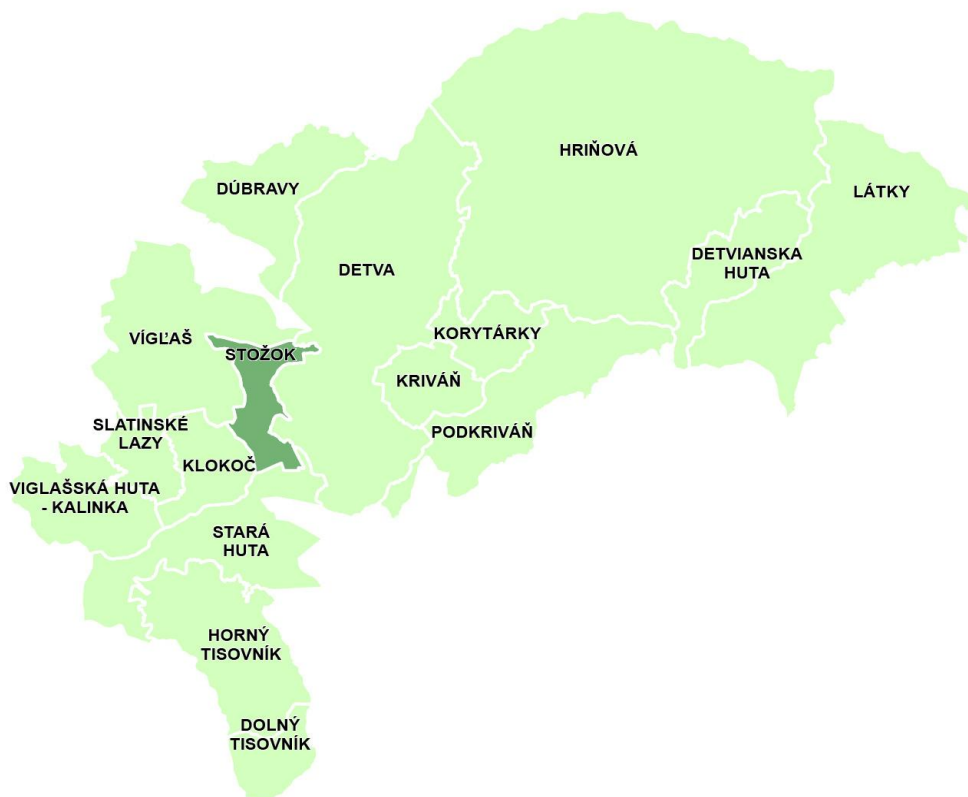 HRIŇOVÁ
DÚBRAVY
LÁTKY
DETVA
DETVIANSKA
HUTA
VÍGĽAŠ
STOŽOK
KORYTÁRKY
KRIVÁŇ
SLATINSKÉ
LAZY
PODKRIVÁŇ
KLOKOČ
VIGLAŠSKÁ HUTA
- KALINKA
STARÁ
HUTA
HORNÝ
TISOVNÍK
DOLNÝ
TISOVNÍK